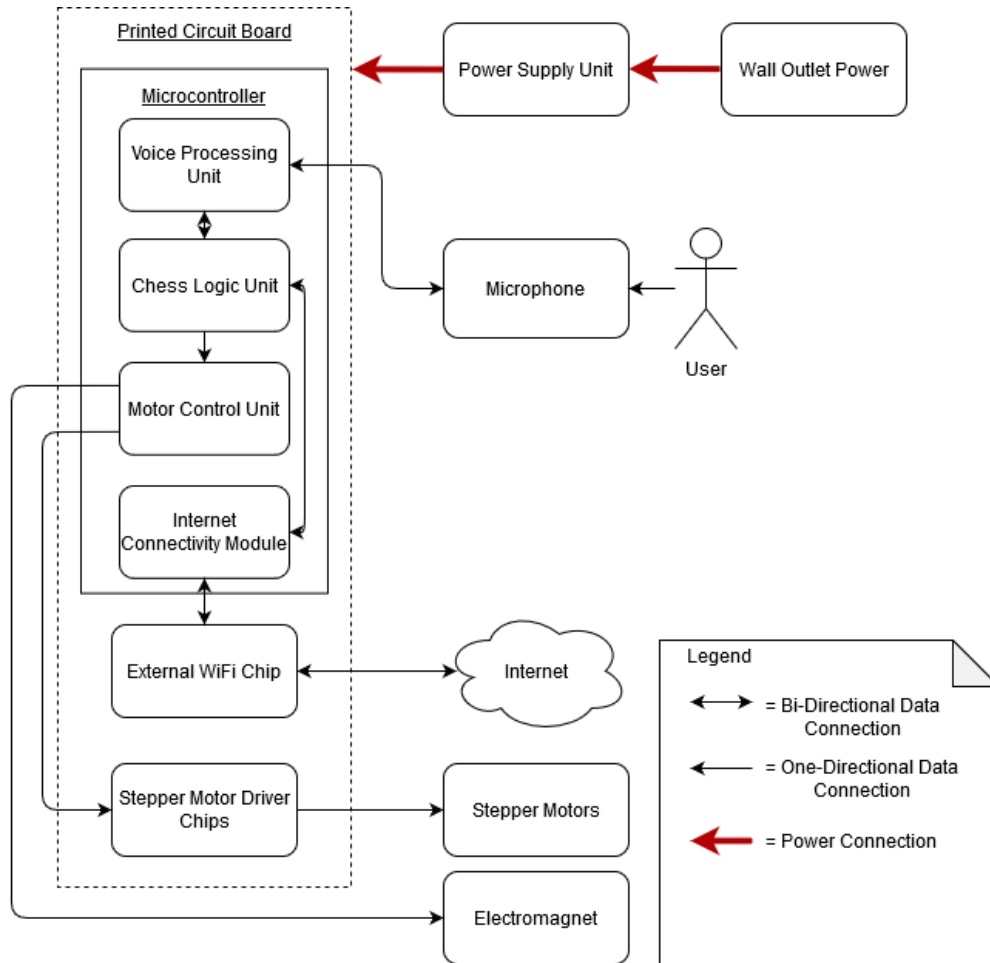 Printed Circuit Board
Power Supply Unit
Wall Outlet Power
Microcontroller
Voice Processing
Unit
Chess Logic Unit
Microphone
User
Motor Control Unit
Internet
Connectivity Module
External WiFi Chip
Internet
Stepper Motor Driver
Chips
Stepper Motors
Electromagnet
Legend
= Bi-Directional Data
Connection
= One-Directional Data
Connection
= Power Connection